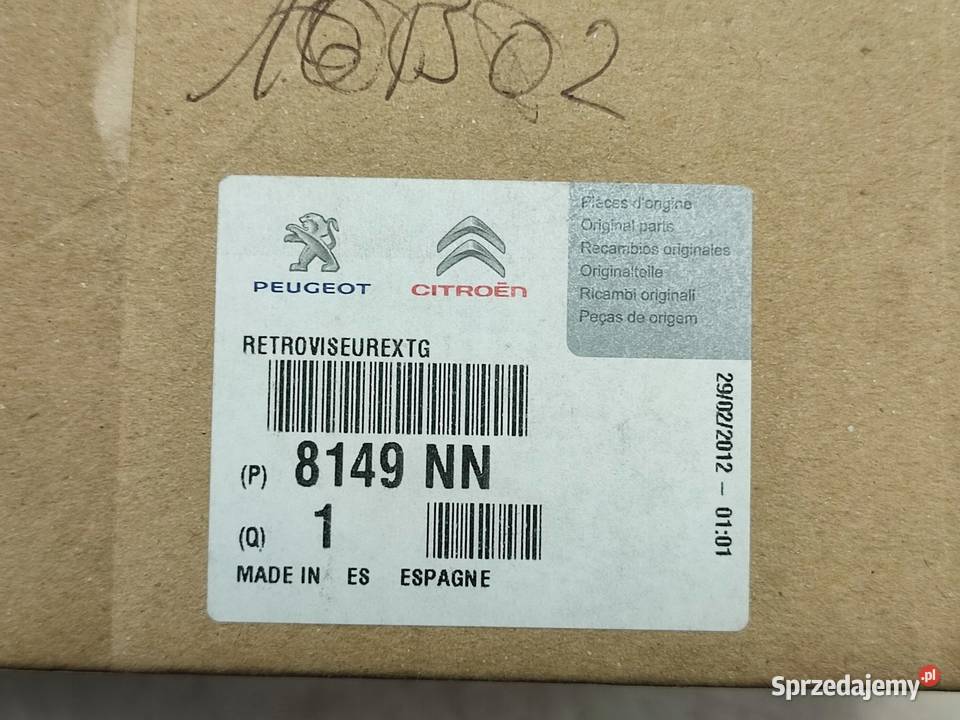 PEUGEOT
CITROËN
Pièces d'origine
Original parts
Recambios originales
Originalteile
Ricambi originali
Peças de origem
RETROVISEUREXTG
(P) 8149 NN
(Q) 1
MADE IN ES ESPAGNE
29/02/2012 – 01:01
Sprzedajemy.pl